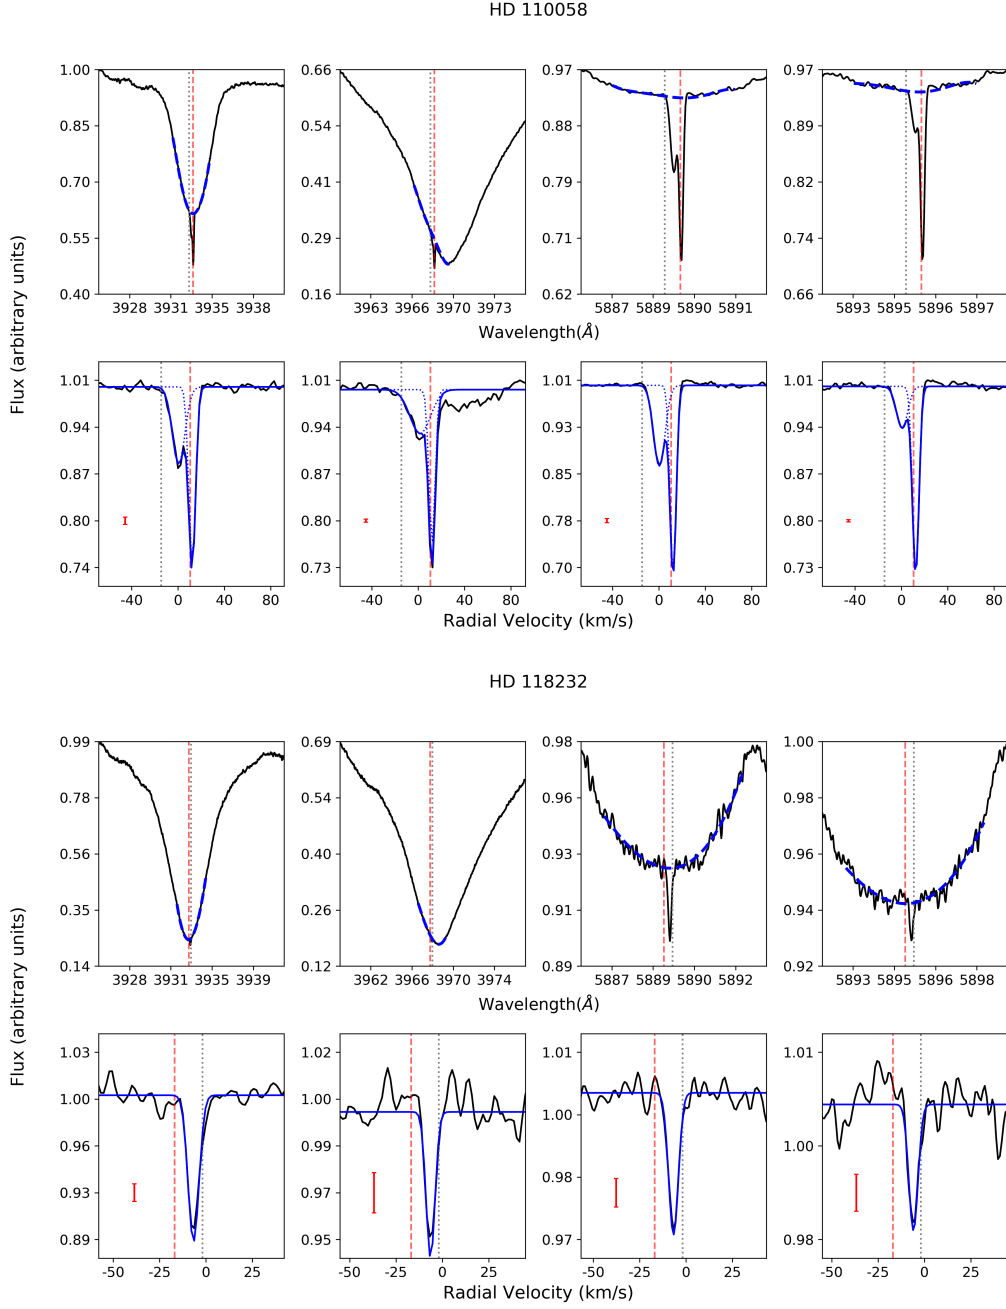 HD 110058
Flux (arbitrary units)
1.00 0.85 0.70 0.55 0.40
3928 3931 3935 3938
0.66 0.54 0.41 0.29 0.16
3963 3966 3970 3973
0.97 0.88 0.79 0.71 0.62
5887 5889 5890 5891
0.97 0.89 0.82 0.74 0.66
5893 5895 5896 5897
Wavelength(Å)
1.01 0.94 0.87 0.80 0.74
-40 0 40 80
1.01 0.94 0.87 0.80 0.73
-40 0 40 80
1.01 0.93 0.85 0.78 0.70
-40 0 40 80
1.01 0.94 0.87 0.80 0.73
-40 0 40 80
Radial Velocity (km/s)
HD 118232
Flux (arbitrary units)
0.99 0.78 0.56 0.35 0.14
3928 3931 3935 3939
0.69 0.54 0.40 0.26 0.12
3962 3966 3970 3974
0.98 0.96 0.93 0.91 0.89
5887 5889 5890 5892
1.00 0.98 0.96 0.94 0.92
5893 5895 5896 5898
Wavelength(Å)
1.03 1.00 0.96 0.93 0.89
-50 -25 0 25
1.02 1.00 0.99 0.97 0.95
-50 -25 0 25
1.01 1.00 0.99 0.98 0.97
-50 -25 0 25
1.01 1.00 0.99 0.98
-50 -25 0 25
Radial Velocity (km/s)